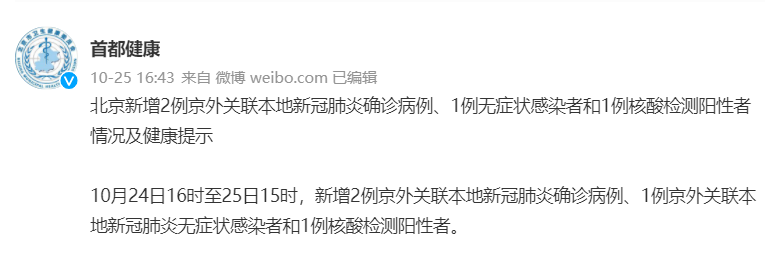 首都健康
10-25 16:43 来自 微博 weibo.com 已编辑
北京新增2例京外关联本地新冠肺炎确诊病例、1例无症状感染者和1例核酸检测阳性者
情况及健康提示
10月24日16时至25日15时，新增2例京外关联本地新冠肺炎确诊病例、1例京外关联本
地新冠肺炎无症状感染者和1例核酸检测阳性者。